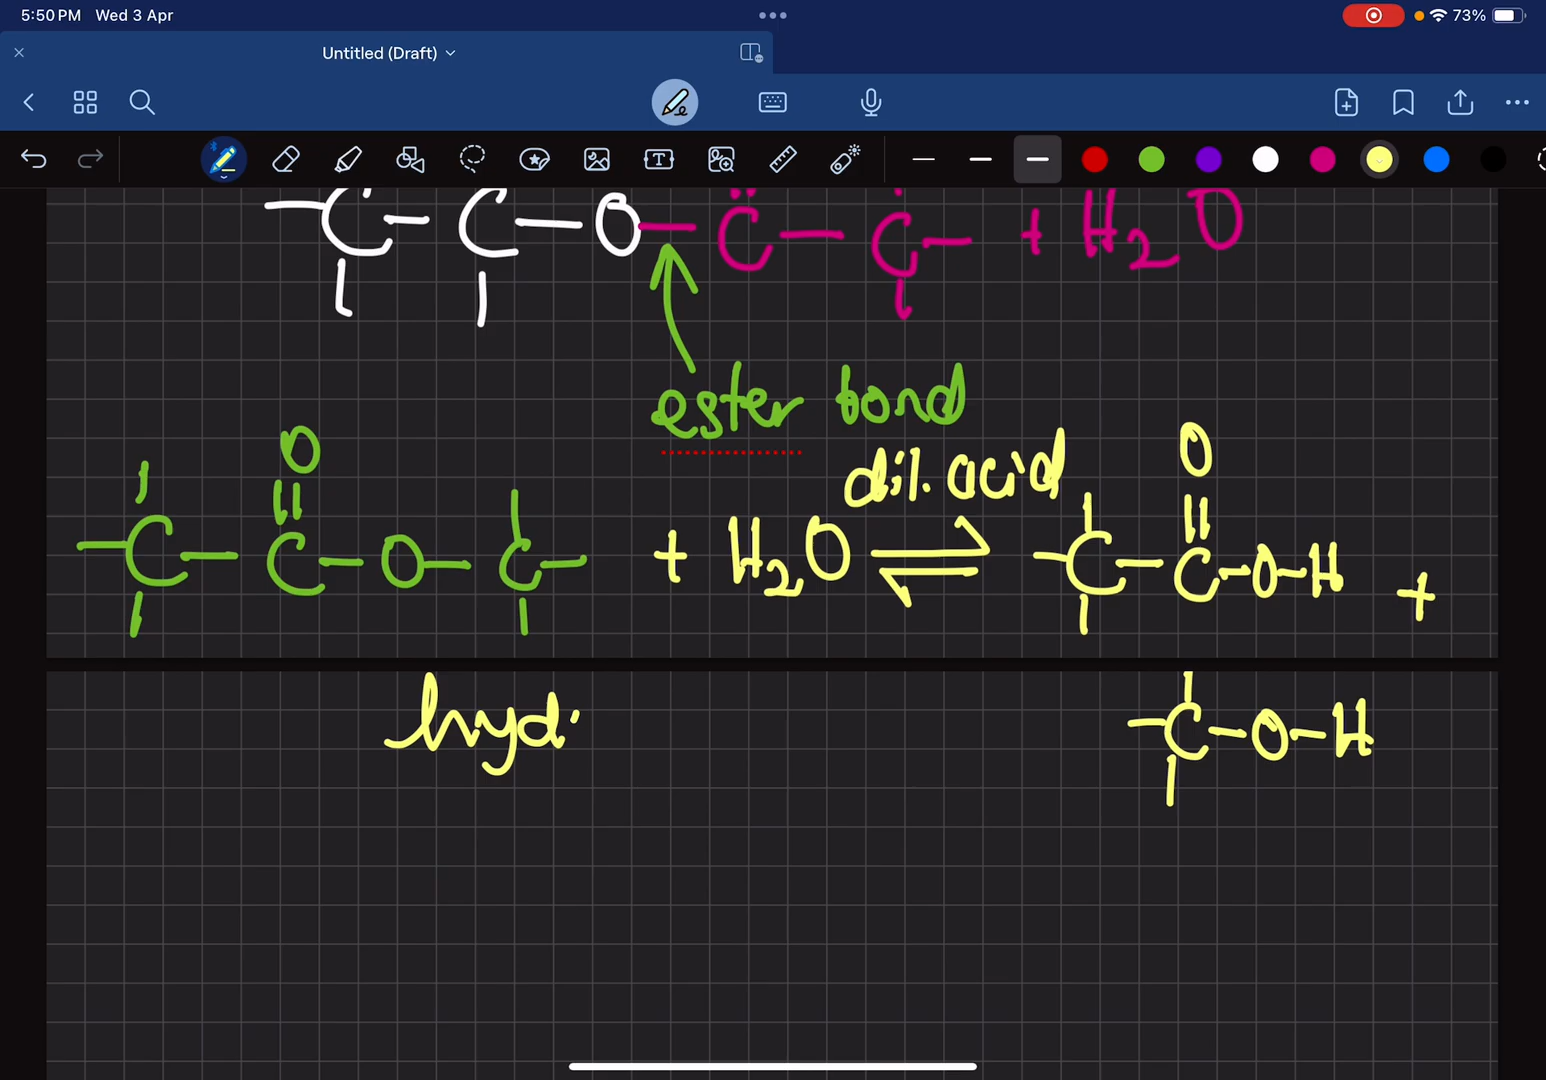 5:50 PM Wed 3 Apr
73%
Untitled (Draft)
T
C - C - O - C - C - + H2O
ester bond
dil. acid
O
O
- C - C - O - C - + H2O ⇌ - C - C - O - H +
hyd
- C - O - H